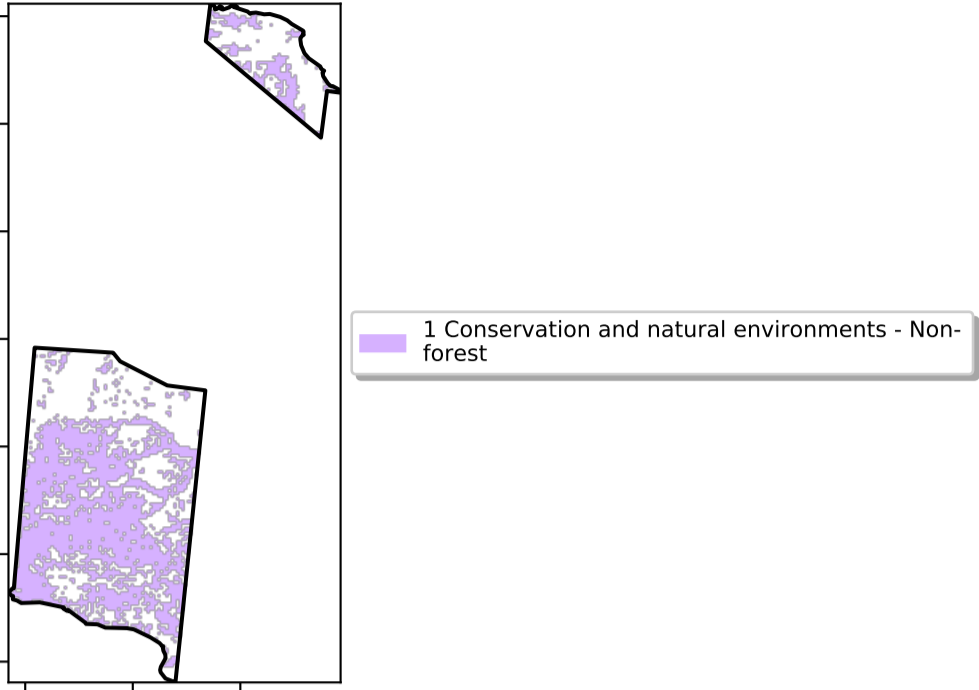 1 Conservation and natural environments - Non-
forest